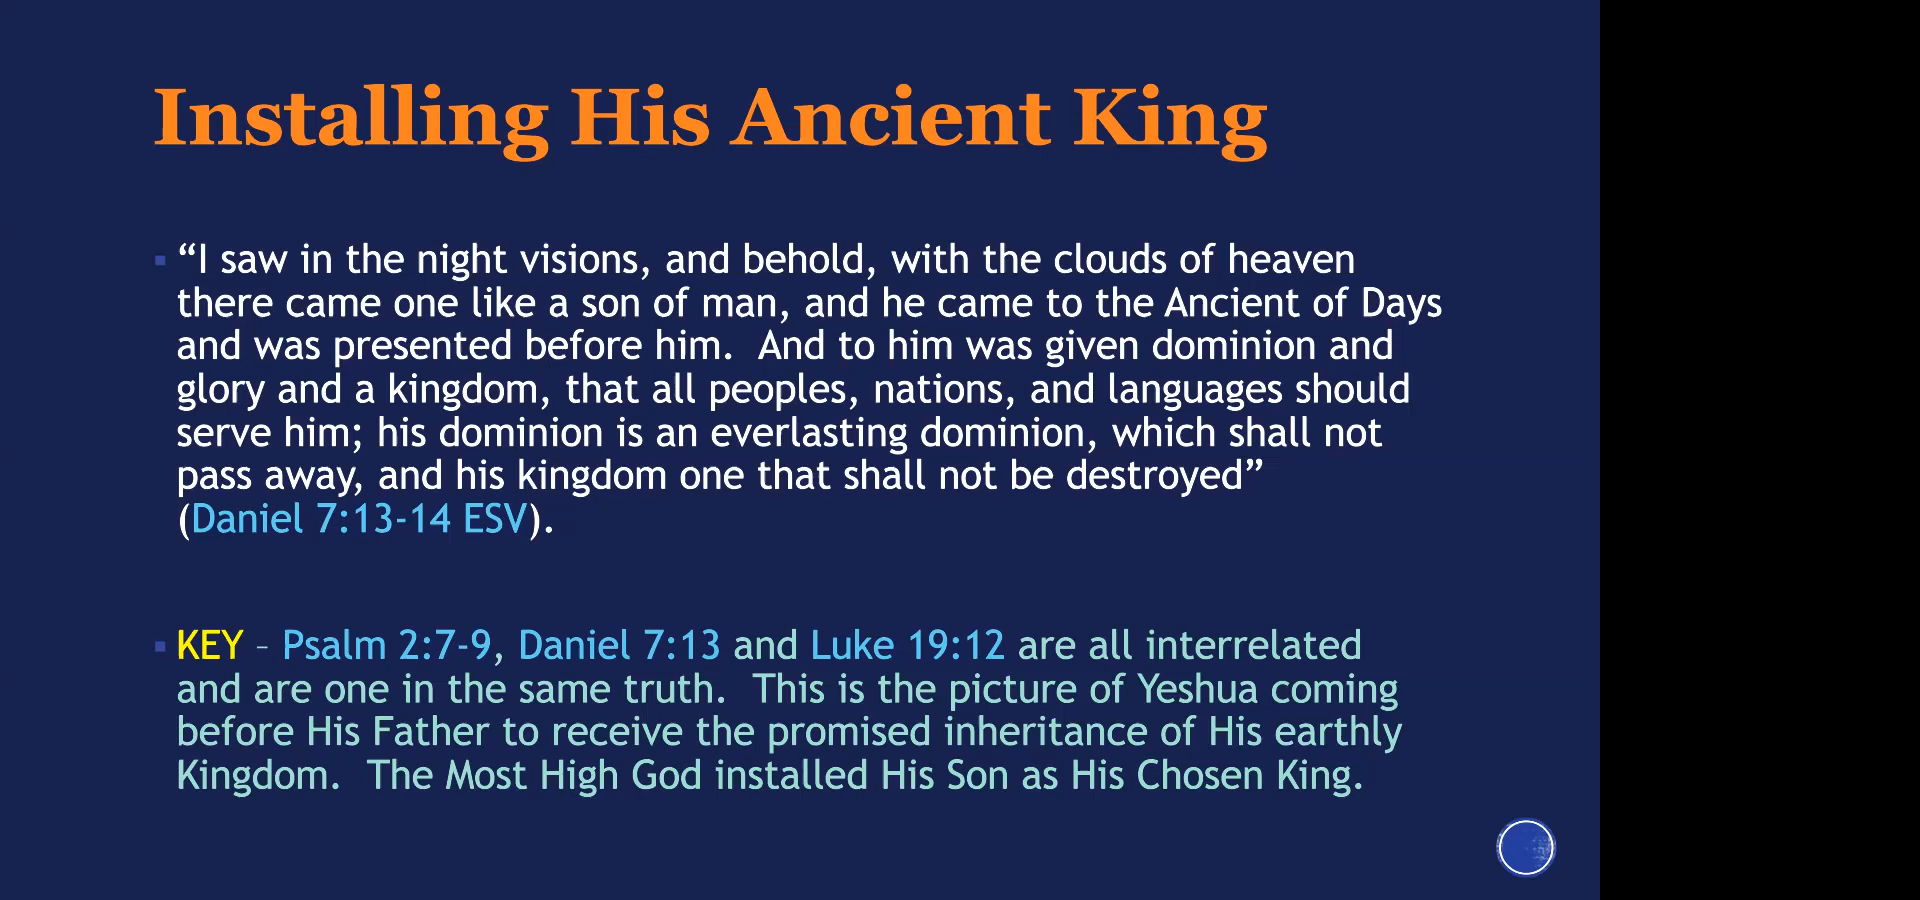 Installing His Ancient King
▪ “I saw in the night visions, and behold, with the clouds of heaven
there came one like a son of man, and he came to the Ancient of Days
and was presented before him.  And to him was given dominion and
glory and a kingdom, that all peoples, nations, and languages should
serve him; his dominion is an everlasting dominion, which shall not
pass away, and his kingdom one that shall not be destroyed”
(Daniel 7:13-14 ESV).
▪ KEY – Psalm 2:7-9, Daniel 7:13 and Luke 19:12 are all interrelated
and are one in the same truth.  This is the picture of Yeshua coming
before His Father to receive the promised inheritance of His earthly
Kingdom.  The Most High God installed His Son as His Chosen King.